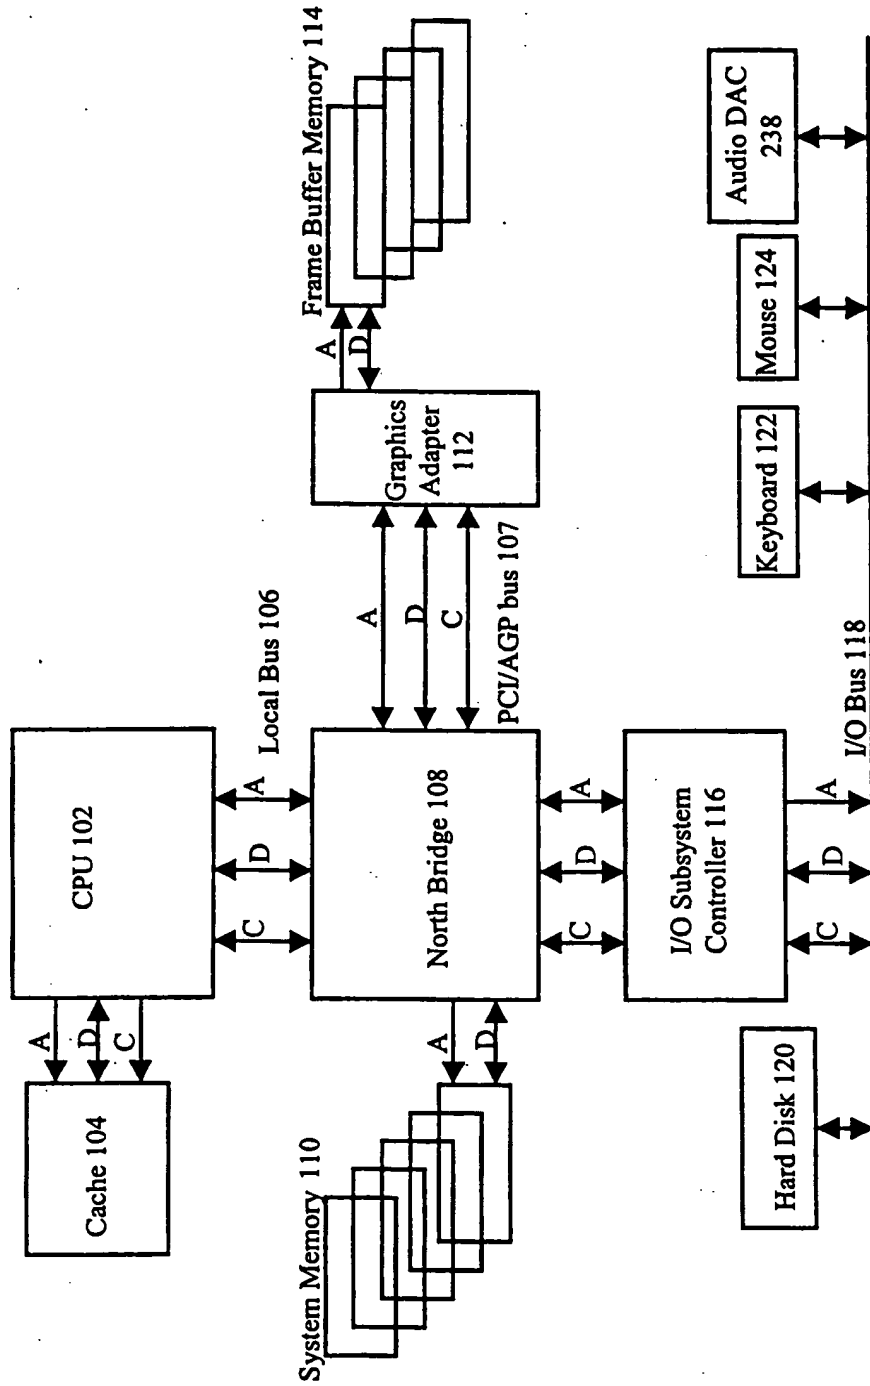 Cache 104
A
D
C
CPU 102
C
D
A
Local Bus 106
System Memory 110
A
D
North Bridge 108
A
D
C
PCI/AGP bus 107
Graphics
Adapter
112
A
D
Frame Buffer Memory 114
C
D
A
I/O Subsystem
Controller 116
C
D
A
I/O Bus 118
Hard Disk 120
Keyboard 122
Mouse 124
Audio DAC
238